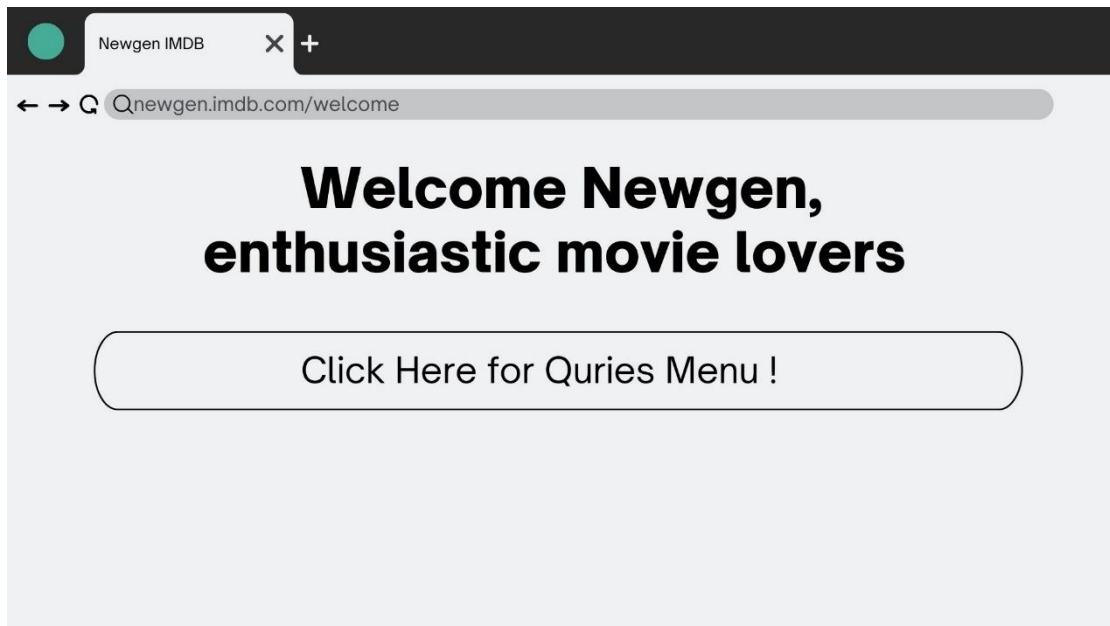 Newgen IMDB
newgen.imdb.com/welcome
Welcome Newgen,
enthusiastic movie lovers
Click Here for Quries Menu !